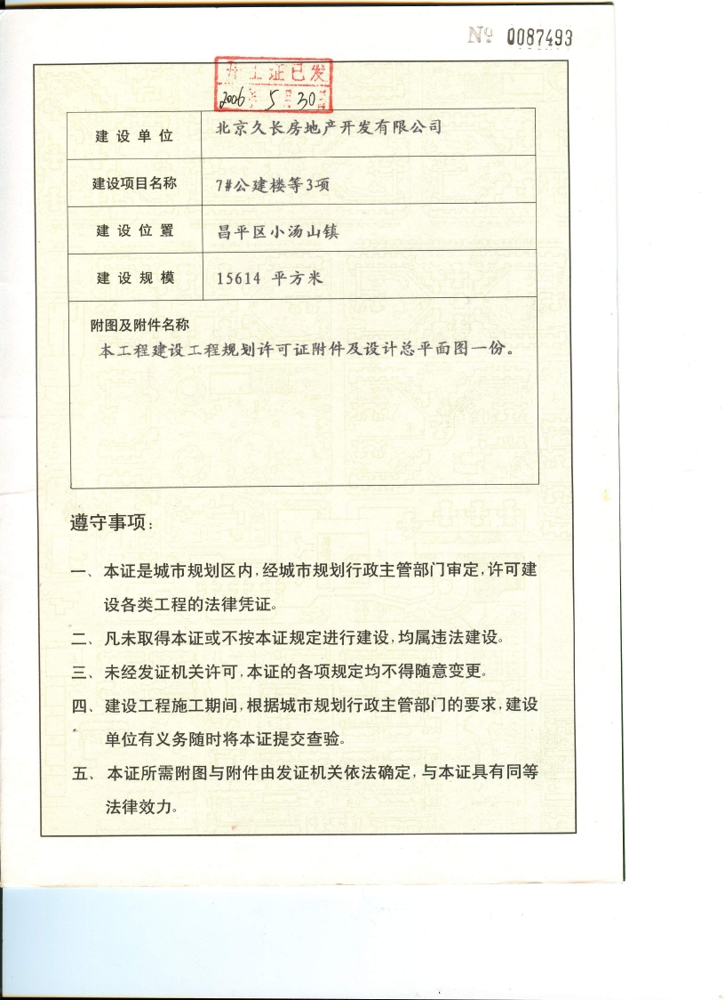 Nº 0087493
开工证已发
2006年5月30日
建设单位
北京久长房地产开发有限公司
建设项目名称
7#公建楼等3项
建设位置
昌平区小汤山镇
建设规模
15614 平方米
附图及附件名称
本工程建设工程规划许可证附件及设计总平面图一份。
遵守事项：
一、本证是城市规划区内，经城市规划行政主管部门审定，许可建
设各类工程的法律凭证。
二、凡未取得本证或不按本证规定进行建设，均属违法建设。
三、未经发证机关许可，本证的各项规定均不得随意变更。
四、建设工程施工期间，根据城市规划行政主管部门的要求，建设
单位有义务随时将本证提交查验。
五、本证所需附图与附件由发证机关依法确定，与本证具有同等
法律效力。